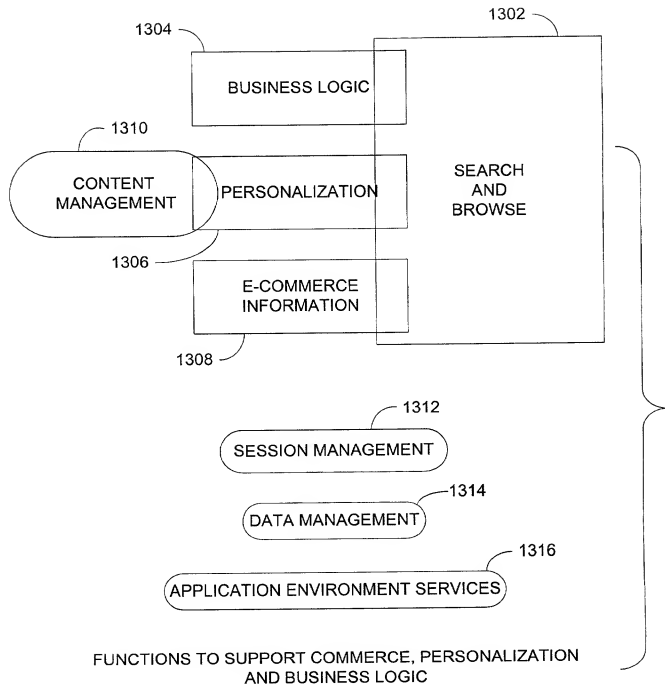 1302
1304
BUSINESS LOGIC
1310
CONTENT
MANAGEMENT
PERSONALIZATION
SEARCH
AND
BROWSE
1306
E-COMMERCE
INFORMATION
1308
1312
SESSION MANAGEMENT
1314
DATA MANAGEMENT
1316
APPLICATION ENVIRONMENT SERVICES
FUNCTIONS TO SUPPORT COMMERCE, PERSONALIZATION
AND BUSINESS LOGIC